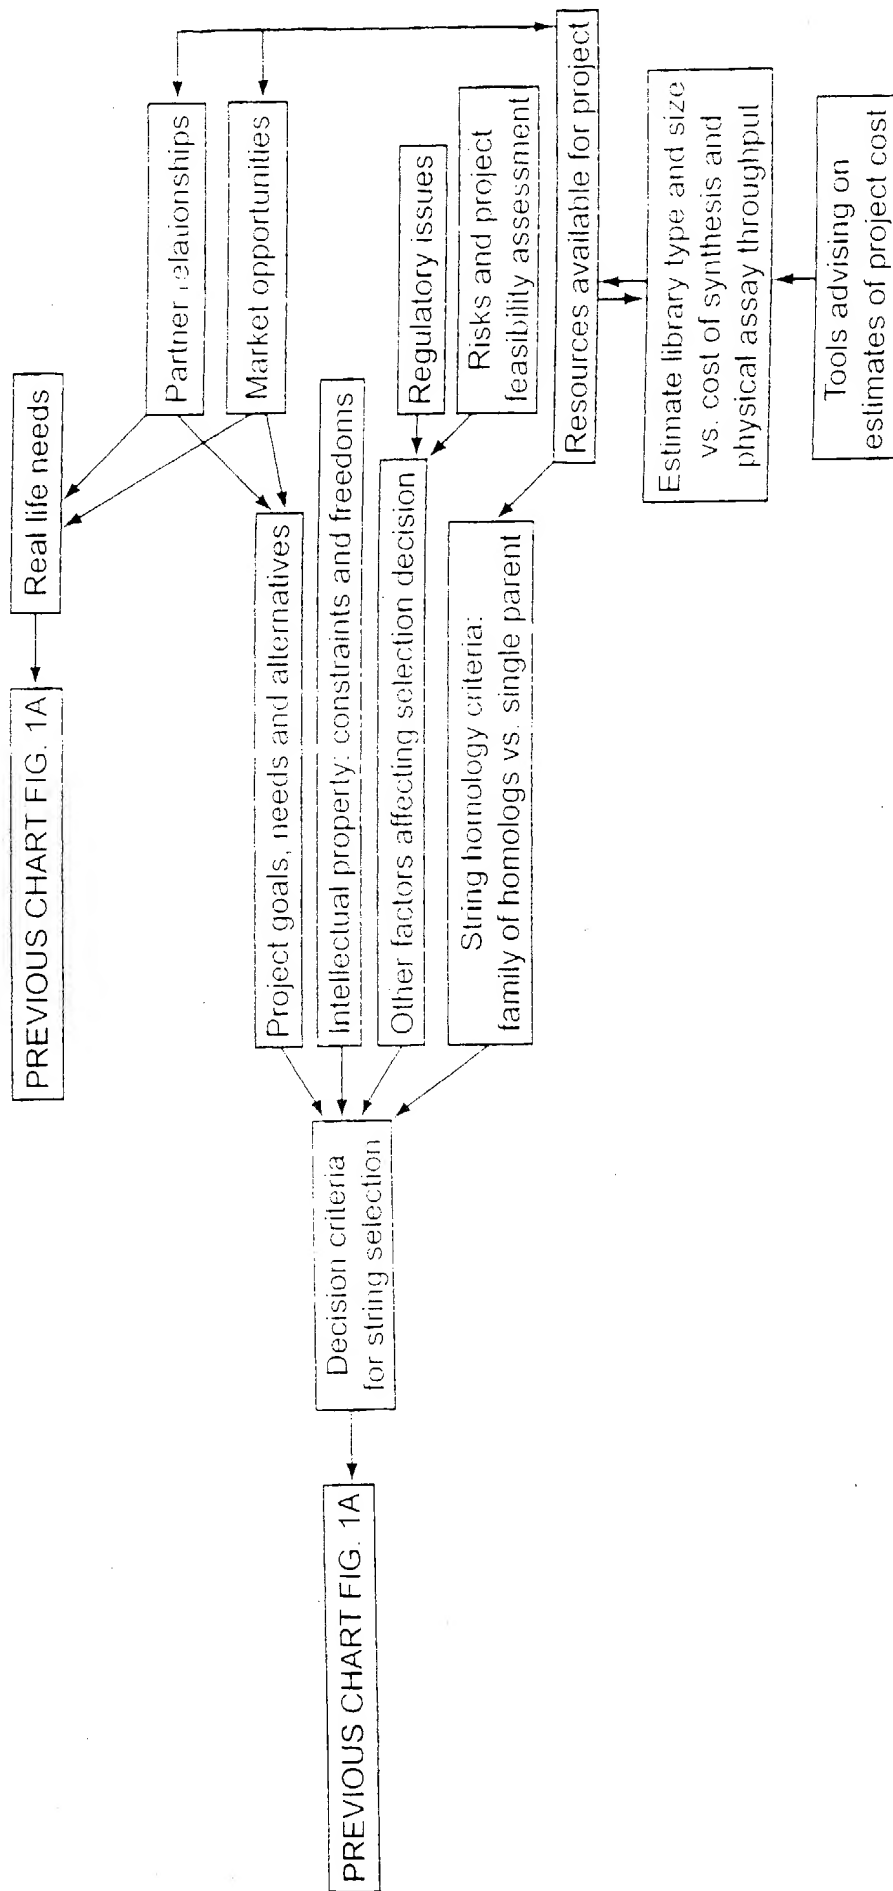 PREVIOUS CHART FIG. 1A
Real life needs
Partner relationships
Market opportunities
Project goals, needs and alternatives
Intellectual property: constraints and freedoms
Regulatory issues
Other factors affecting selection decision
Risks and project
feasibility assessment
String homology criteria:
family of homologs vs. single parent
Resources available for project
Decision criteria
for string selection
PREVIOUS CHART FIG. 1A
Estimate library type and size
vs. cost of synthesis and
physical assay throughput
Tools advising on
estimates of project cost